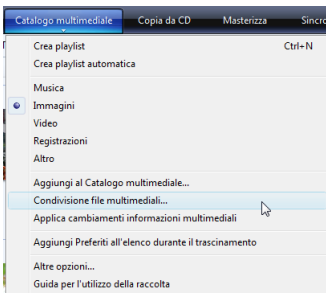 Catalogo multimediale Copia da CD Masterizza Sincro
Crea playlist Ctrl+N
Crea playlist automatica
Musica
Immagini
Video
Registrazioni
Altro
Aggiungi al Catalogo multimediale...
Condivisione file multimediali...
Applica cambiamenti informazioni multimediali
Aggiungi Preferiti all'elenco durante il trascinamento
Altre opzioni...
Guida per l'utilizzo della raccolta